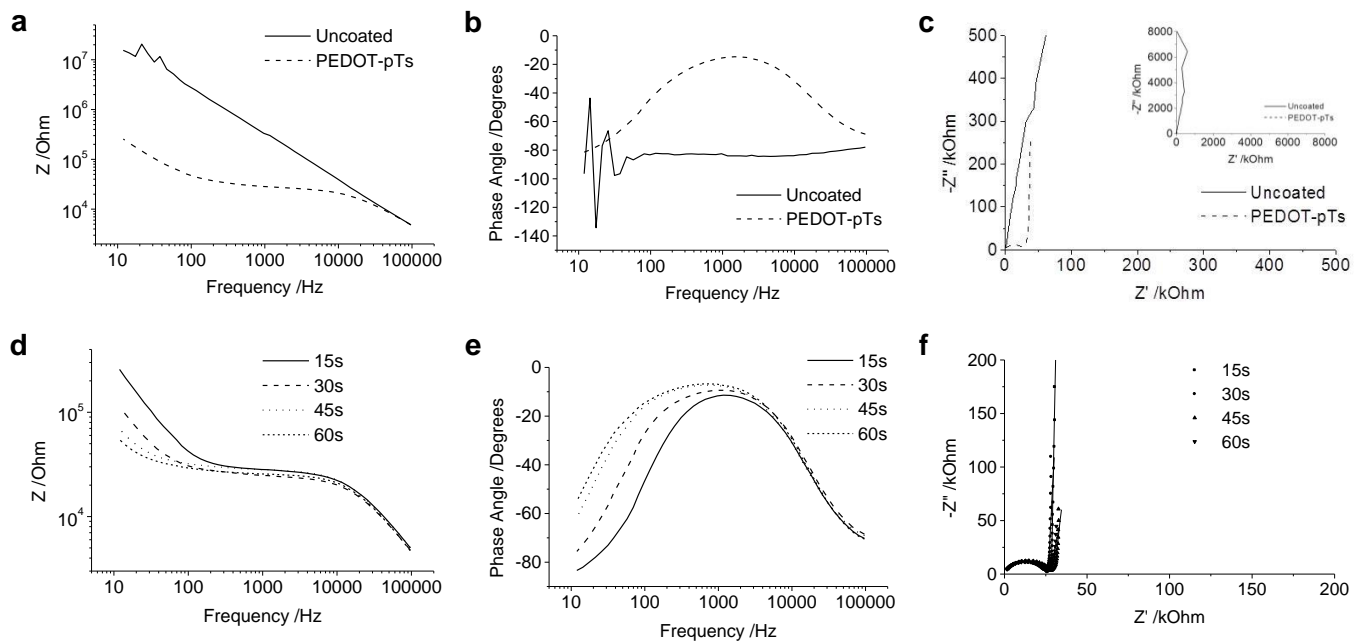 a
Uncoated
PEDOT-pTs
10^7
10^6
10^5
10^4
Z /Ohm
10 100 1000 10000 100000
Frequency /Hz
b
0
-20
-40
-60
-80
-100
-120
-140
Phase Angle /Degrees
Uncoated
PEDOT-pTs
10 100 1000 10000 100000
Frequency /Hz
c
500
400
300
200
100
0
-Z'' /kOhm
8000
6000
4000
2000
0
-Z'' /kOhm
Uncoated
PEDOT-pTs
0 2000 4000 6000 8000
Z' /kOhm
Uncoated
PEDOT-pTs
0 100 200 300 400 500
Z' /kOhm
d
15s
30s
45s
60s
10^5
10^4
Z /Ohm
10 100 1000 10000 100000
Frequency /Hz
e
0
-20
-40
-60
-80
Phase Angle /Degrees
15s
30s
45s
60s
10 100 1000 10000 100000
Frequency /Hz
f
200
150
100
50
0
-Z'' /kOhm
15s
30s
45s
60s
0 50 100 150 200
Z' /kOhm